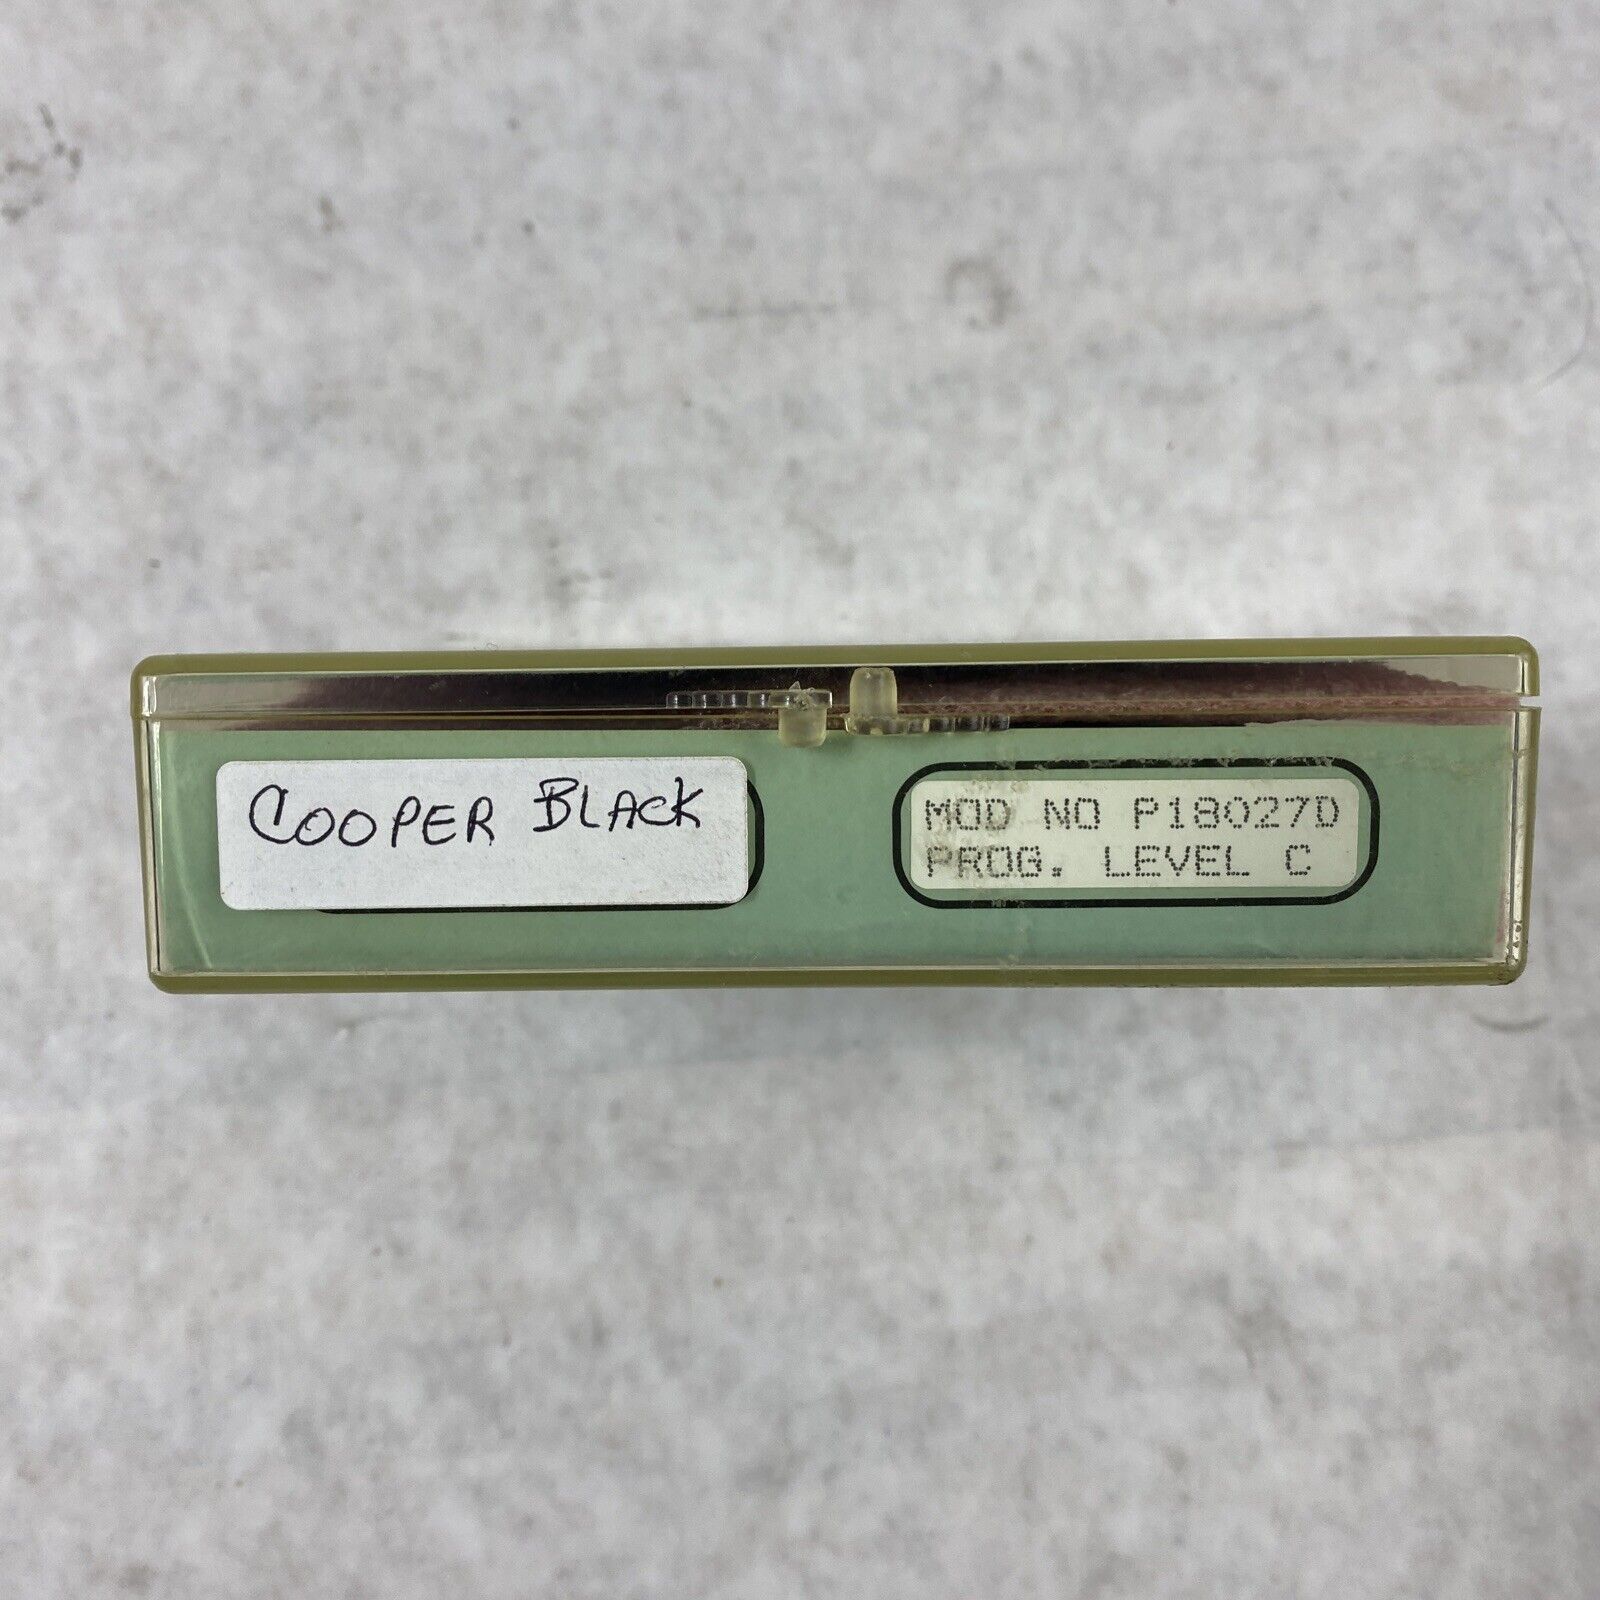 COOPER BLACK
MOD NO P18027D
PROG. LEVEL C